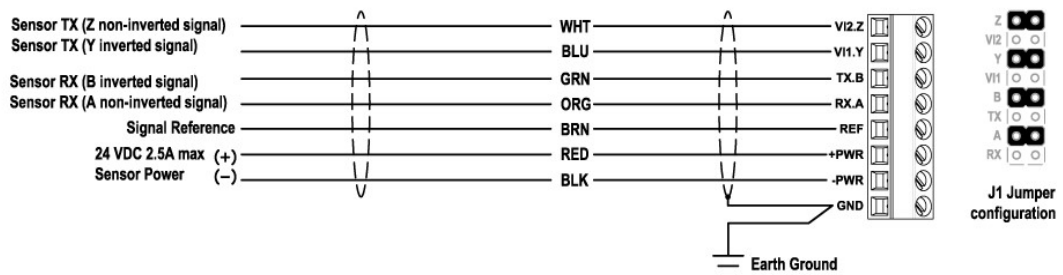 Sensor TX (Z non-inverted signal) WHT VI2.Z
Sensor TX (Y inverted signal) BLU VI1.Y
Sensor RX (B inverted signal) GRN TX.B
Sensor RX (A non-inverted signal) ORG RX.A
Signal Reference BRN REF
24 VDC 2.5A max (+) RED +PWR
Sensor Power (−) BLK -PWR
GND
Earth Ground
Z
VI2
Y
VI1
B
TX
A
RX
J1 Jumper
configuration